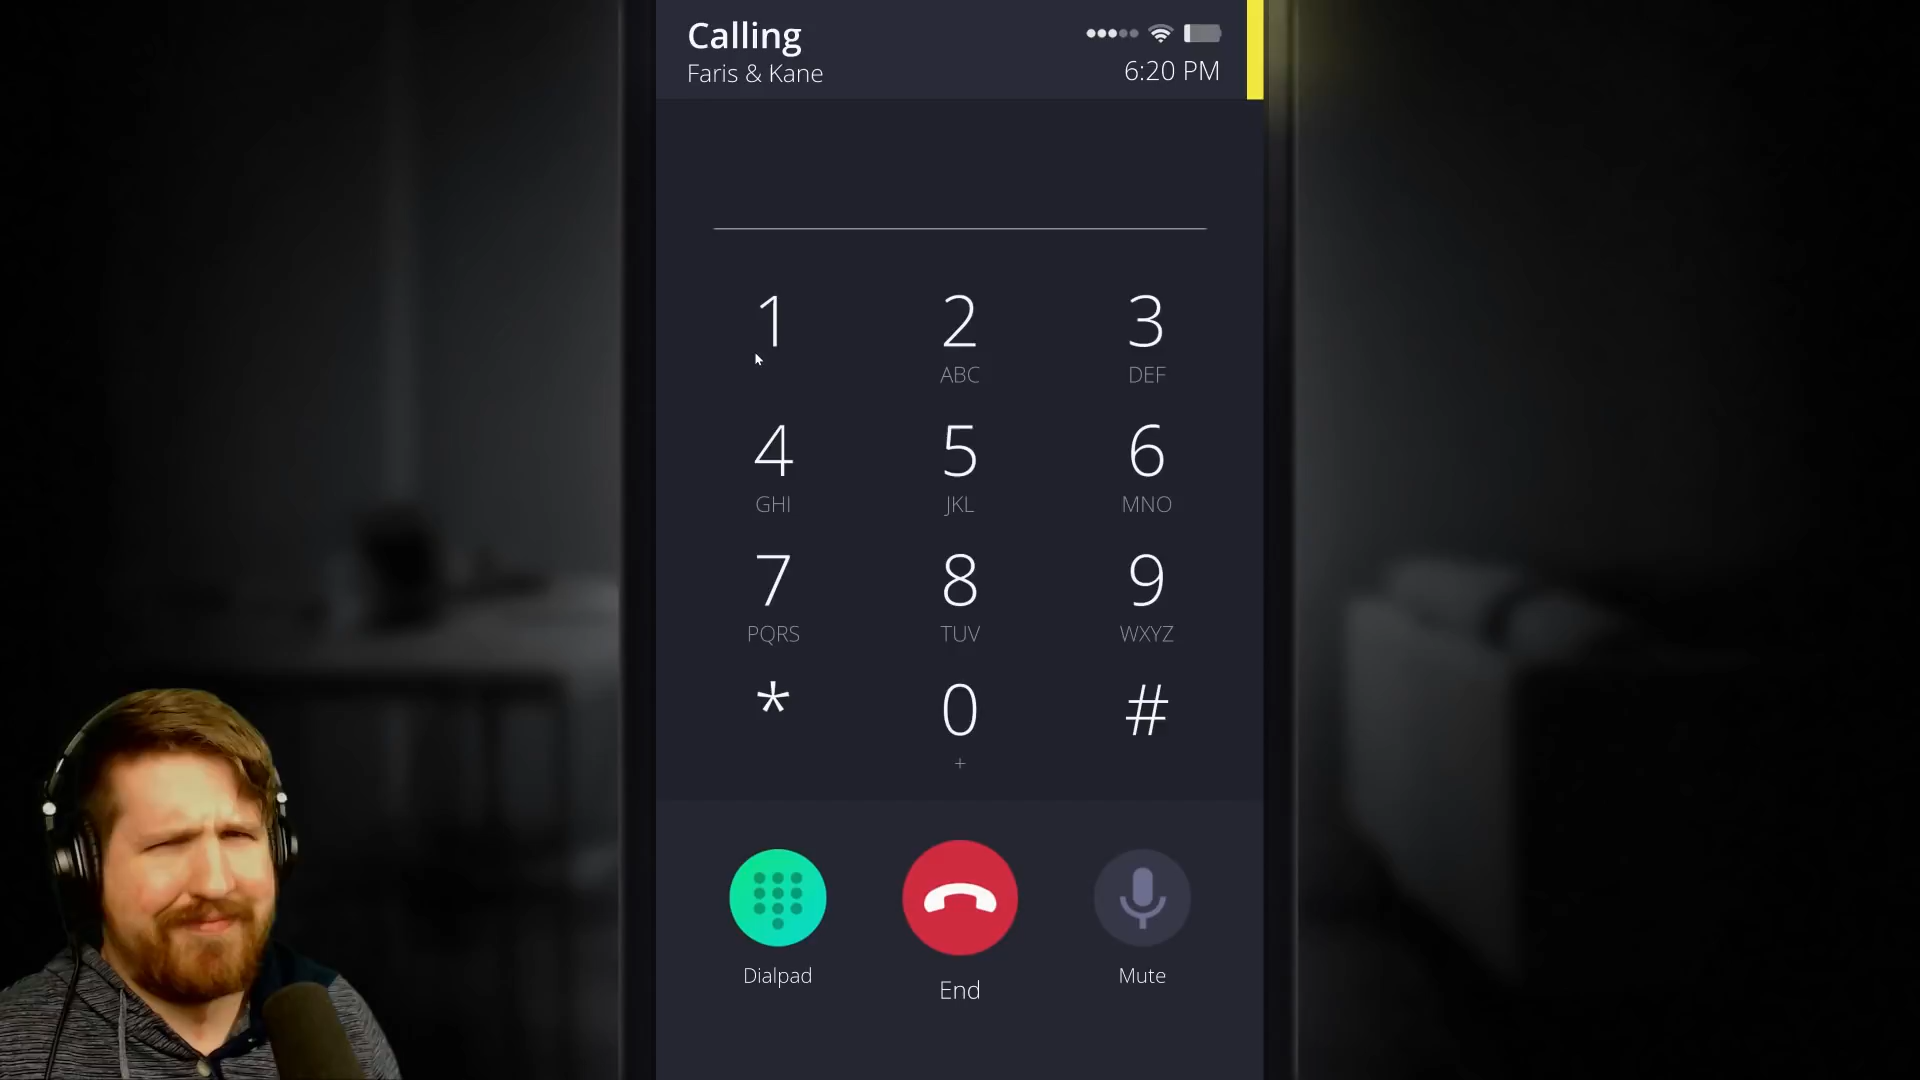 Calling
Faris & Kane
6:20 PM
1
2
3
ABC
DEF
4
5
6
GHI
JKL
MNO
7
8
9
PQRS
TUV
WXYZ
*
0
#
+
Dialpad
End
Mute